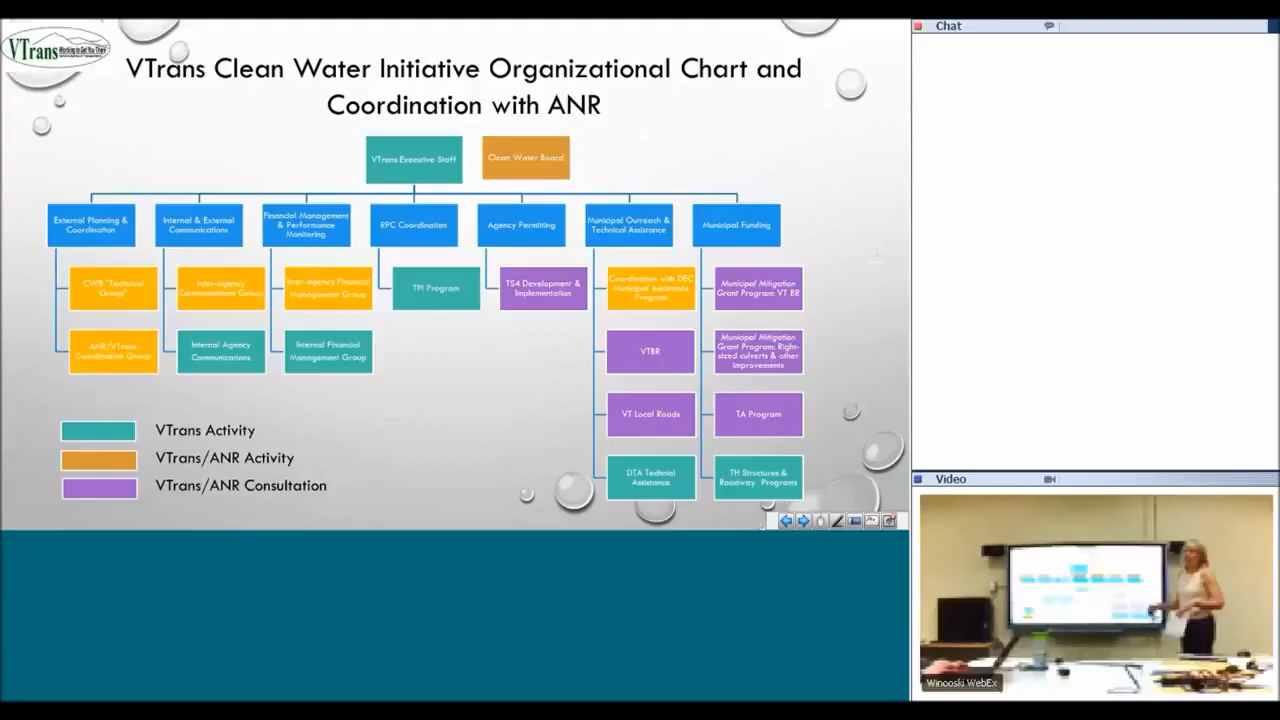 VTrans Working to Get You There
VTrans Clean Water Initiative Organizational Chart and
Coordination with ANR
VTrans Executive Staff
Clean Water Board
External Planning &
Coordination
Internal & External
Communications
Financial Management
& Performance
Monitoring
RPC Coordination
Agency Permitting
Municipal Outreach &
Technical Assistance
Municipal Funding
CWB "Technical
Group"
Inter-agency
Communications Group
Inter-agency Financial
Management Group
TPI Program
TS4 Development &
Implementation
Coordination with DEC
Municipal Assistance
Program
Municipal Mitigation
Grant Program: VT BR
ANR/VTrans
Coordination Group
Internal Agency
Communications
Internal Financial
Management Group
VTBR
Municipal Mitigation
Grant Program: Right-
sized culverts & other
improvements
VT Local Roads
TA Program
DTA Technial
Assistance
TH Structures &
Roadway Programs
VTrans Activity
VTrans/ANR Activity
VTrans/ANR Consultation
Chat
Video
Winooski WebEx